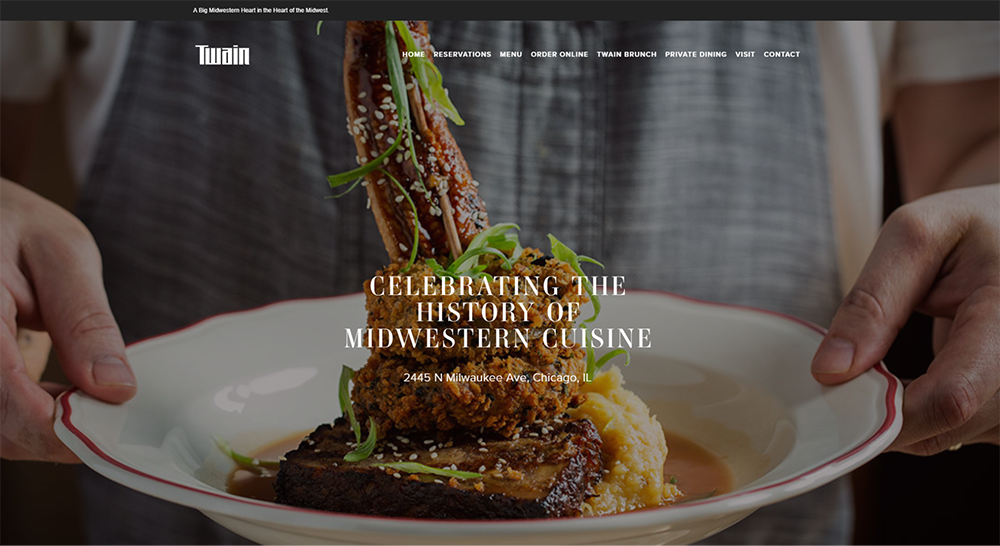 A Big Midwestern Heart in the Heart of the Midwest.
Twain
HOME RESERVATIONS MENU ORDER ONLINE TWAIN BRUNCH PRIVATE DINING VISIT CONTACT
CELEBRATING THE
HISTORY OF
MIDWESTERN CUISINE
2445 N Milwaukee Ave, Chicago, IL